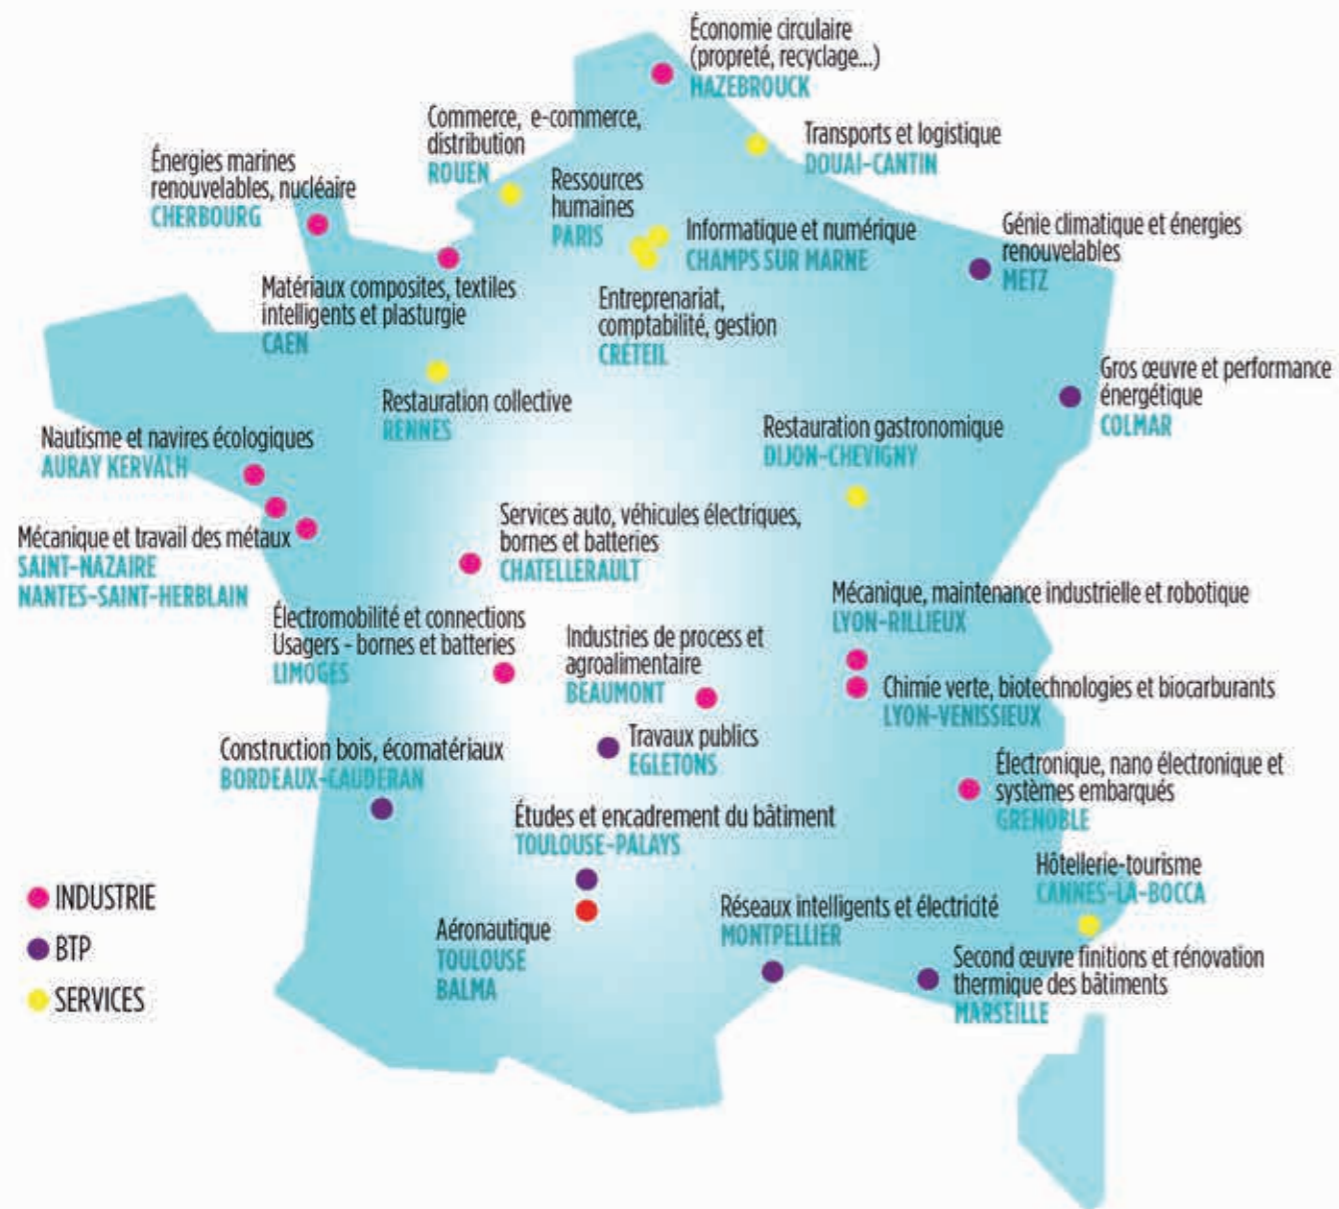 Économie circulaire
(propreté, recyclage...)
HAZEBROUCK
Commerce, e-commerce,
distribution
ROUEN
Transports et logistique
DOUAI-CANTIN
Énergies marines
renouvelables, nucléaire
CHERBOURG
Ressources
humaines
PARIS
Informatique et numérique
CHAMPS SUR MARNE
Génie climatique et énergies
renouvelables
METZ
Matériaux composites, textiles
intelligents et plasturgie
CAEN
Entreprenariat,
comptabilité, gestion
CRÉTEIL
Gros œuvre et performance
énergétique
COLMAR
Restauration collective
RENNES
Restauration gastronomique
DIJON-CHEVIGNY
Nautisme et navires écologiques
AURAY KERVALH
Mécanique et travail des métaux
SAINT-NAZAIRE
NANTES-SAINT-HERBLAIN
Services auto, véhicules électriques,
bornes et batteries
CHATELLERAULT
Mécanique, maintenance industrielle et robotique
LYON-RILLIEUX
Électromobilité et connections
Usagers - bornes et batteries
LIMOGES
Industries de process et
agroalimentaire
BEAUMONT
Chimie verte, biotechnologies et biocarburants
LYON-VENISSIEUX
Travaux publics
EGLETONS
Construction bois, écomatériaux
BORDEAUX-CAUDERAN
Électronique, nano électronique et
systèmes embarqués
GRENOBLE
Études et encadrement du bâtiment
TOULOUSE-PALAYS
Hôtellerie-tourisme
CANNES-LA-BOCCA
Réseaux intelligents et électricité
MONTPELLIER
Aéronautique
TOULOUSE
BALMA
Second œuvre finitions et rénovation
thermique des bâtiments
MARSEILLE
INDUSTRIE
BTP
SERVICES